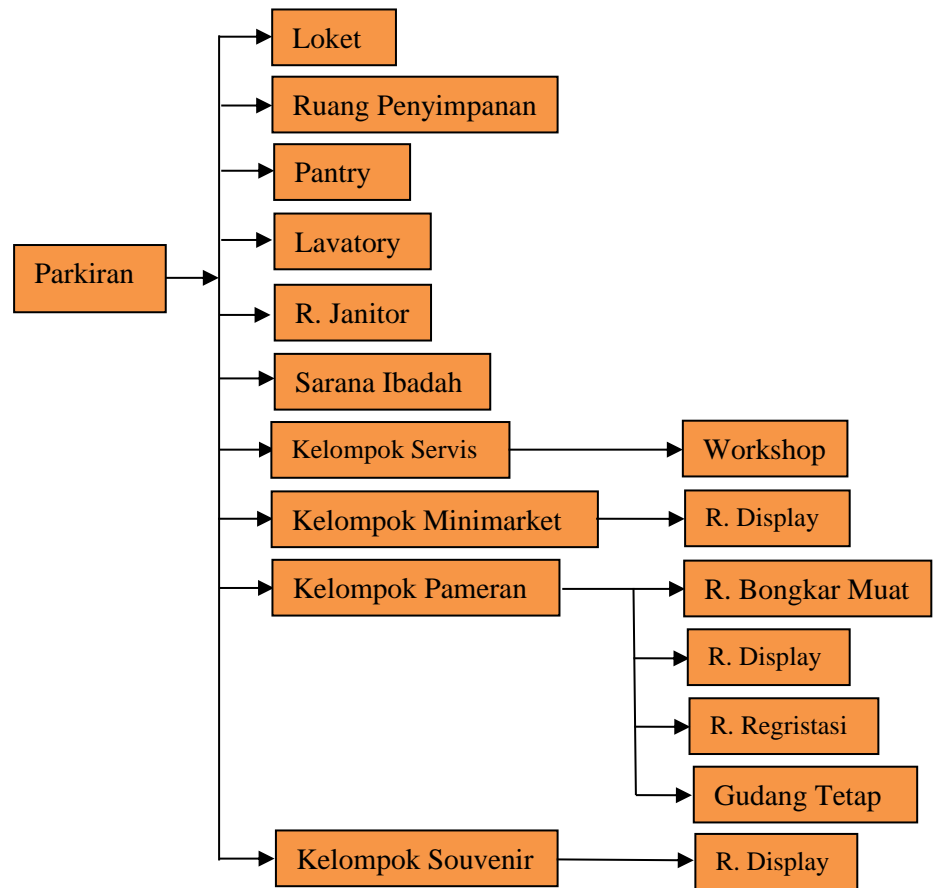 Loket
Ruang Penyimpanan
Pantry
Lavatory
Parkiran
R. Janitor
Sarana Ibadah
Kelompok Servis
Workshop
Kelompok Minimarket
R. Display
Kelompok Pameran
R. Bongkar Muat
R. Display
R. Regristasi
Gudang Tetap
Kelompok Souvenir
R. Display